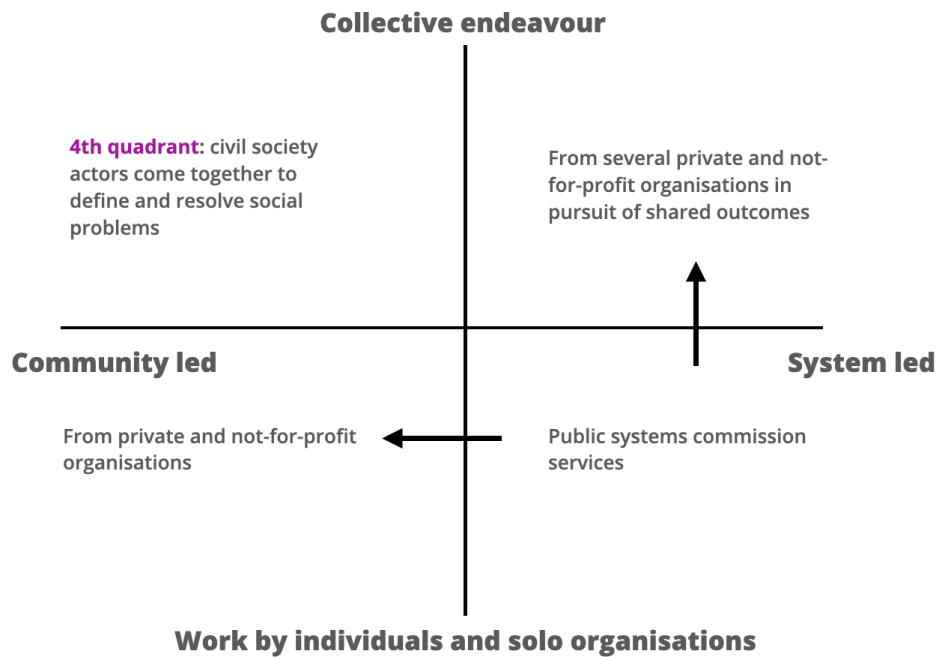 Collective endeavour
4th quadrant: civil society
actors come together to
define and resolve social
problems
From several private and not-
for-profit organisations in
pursuit of shared outcomes
Community led
System led
From private and not-for-profit
organisations
Public systems commission
services
Work by individuals and solo organisations